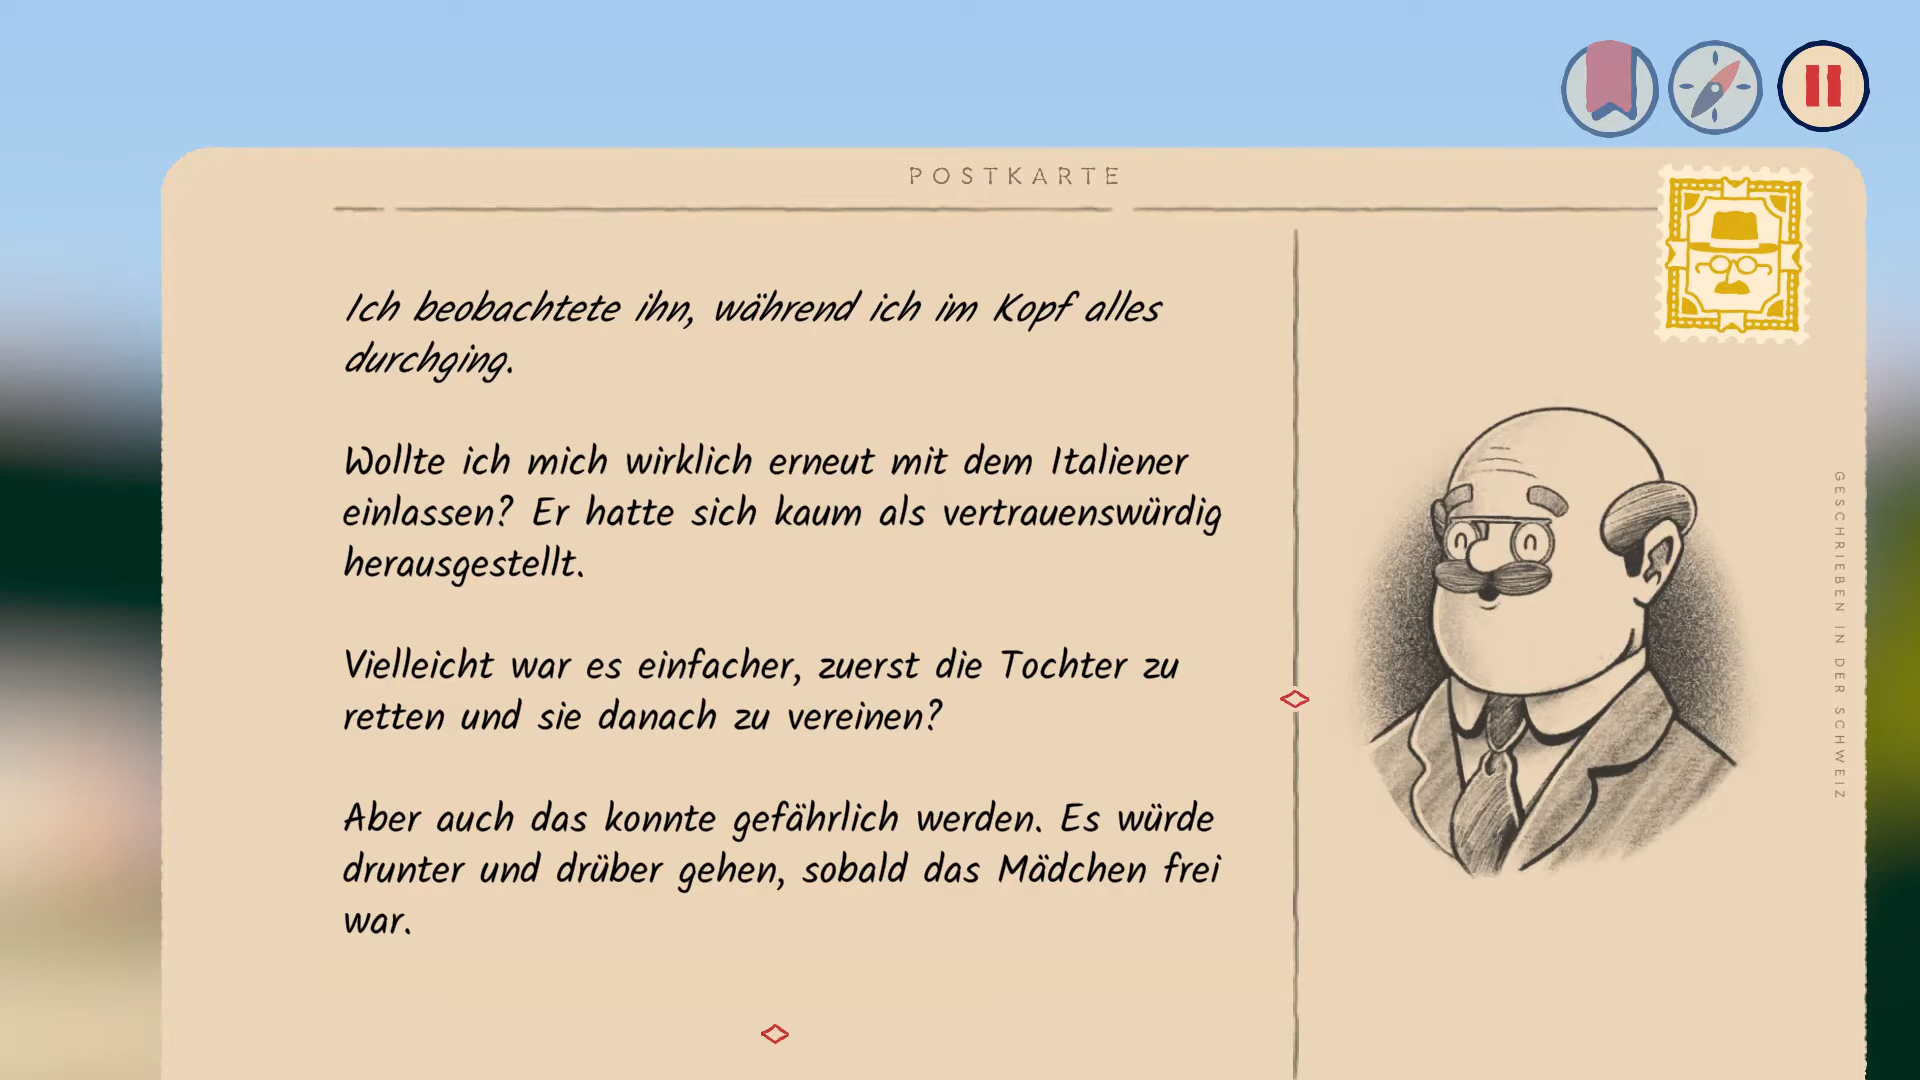 POSTKARTE
Ich beobachtete ihn, während ich im Kopf alles
durchging.
Wollte ich mich wirklich erneut mit dem Italiener
einlassen? Er hatte sich kaum als vertrauenswürdig
herausgestellt.
Vielleicht war es einfacher, zuerst die Tochter zu
retten und sie danach zu vereinen?
Aber auch das konnte gefährlich werden. Es würde
drunter und drüber gehen, sobald das Mädchen frei
war.
GESCHRIEBEN IN DER SCHWEIZ